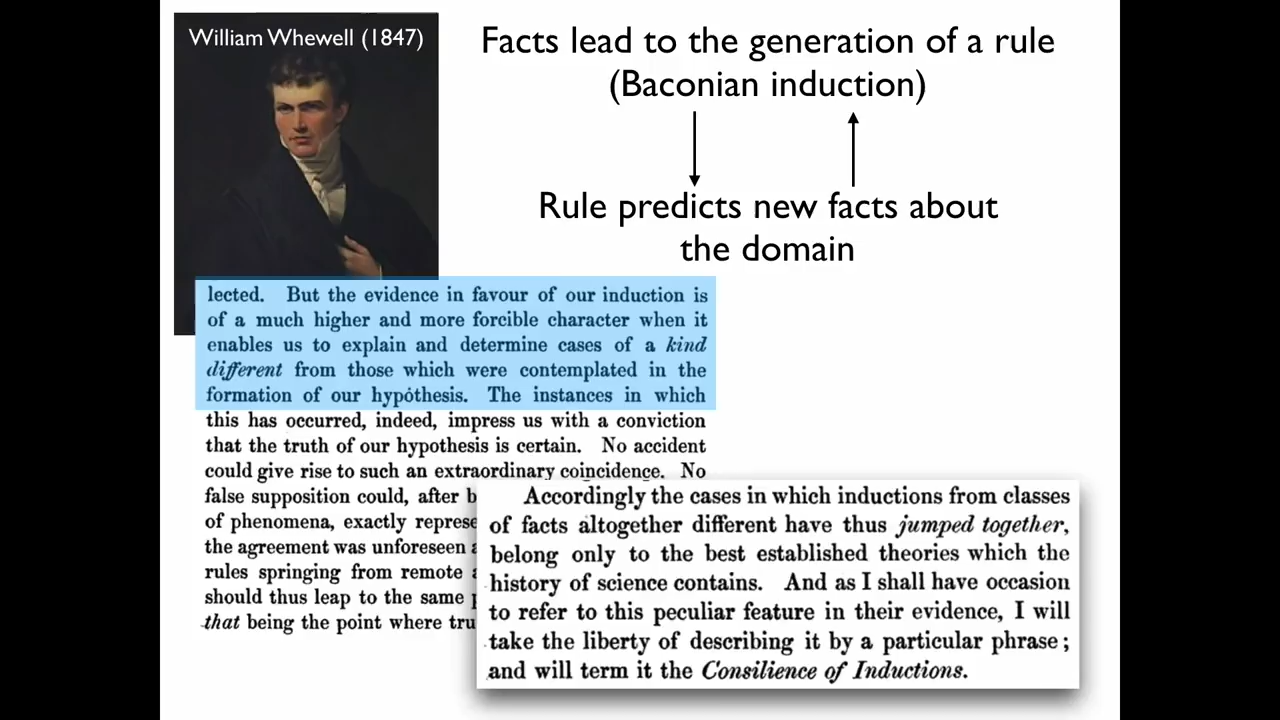 William Whewell (1847)
Facts lead to the generation of a rule
(Baconian induction)
Rule predicts new facts about
the domain
lected. But the evidence in favour of our induction is
of a much higher and more forcible character when it
enables us to explain and determine cases of a kind
different from those which were contemplated in the
formation of our hypothesis. The instances in which
this has occurred, indeed, impress us with a conviction
that the truth of our hypothesis is certain. No accident
could give rise to such an extraordinary coincidence. No
false supposition could, after b
of phenomena, exactly represe
the agreement was unforeseen
rules springing from remote
should thus leap to the same
that being the point where tru
Accordingly the cases in which inductions from classes
of facts altogether different have thus jumped together,
belong only to the best established theories which the
history of science contains. And as I shall have occasion
to refer to this peculiar feature in their evidence, I will
take the liberty of describing it by a particular phrase;
and will term it the Consilience of Inductions.